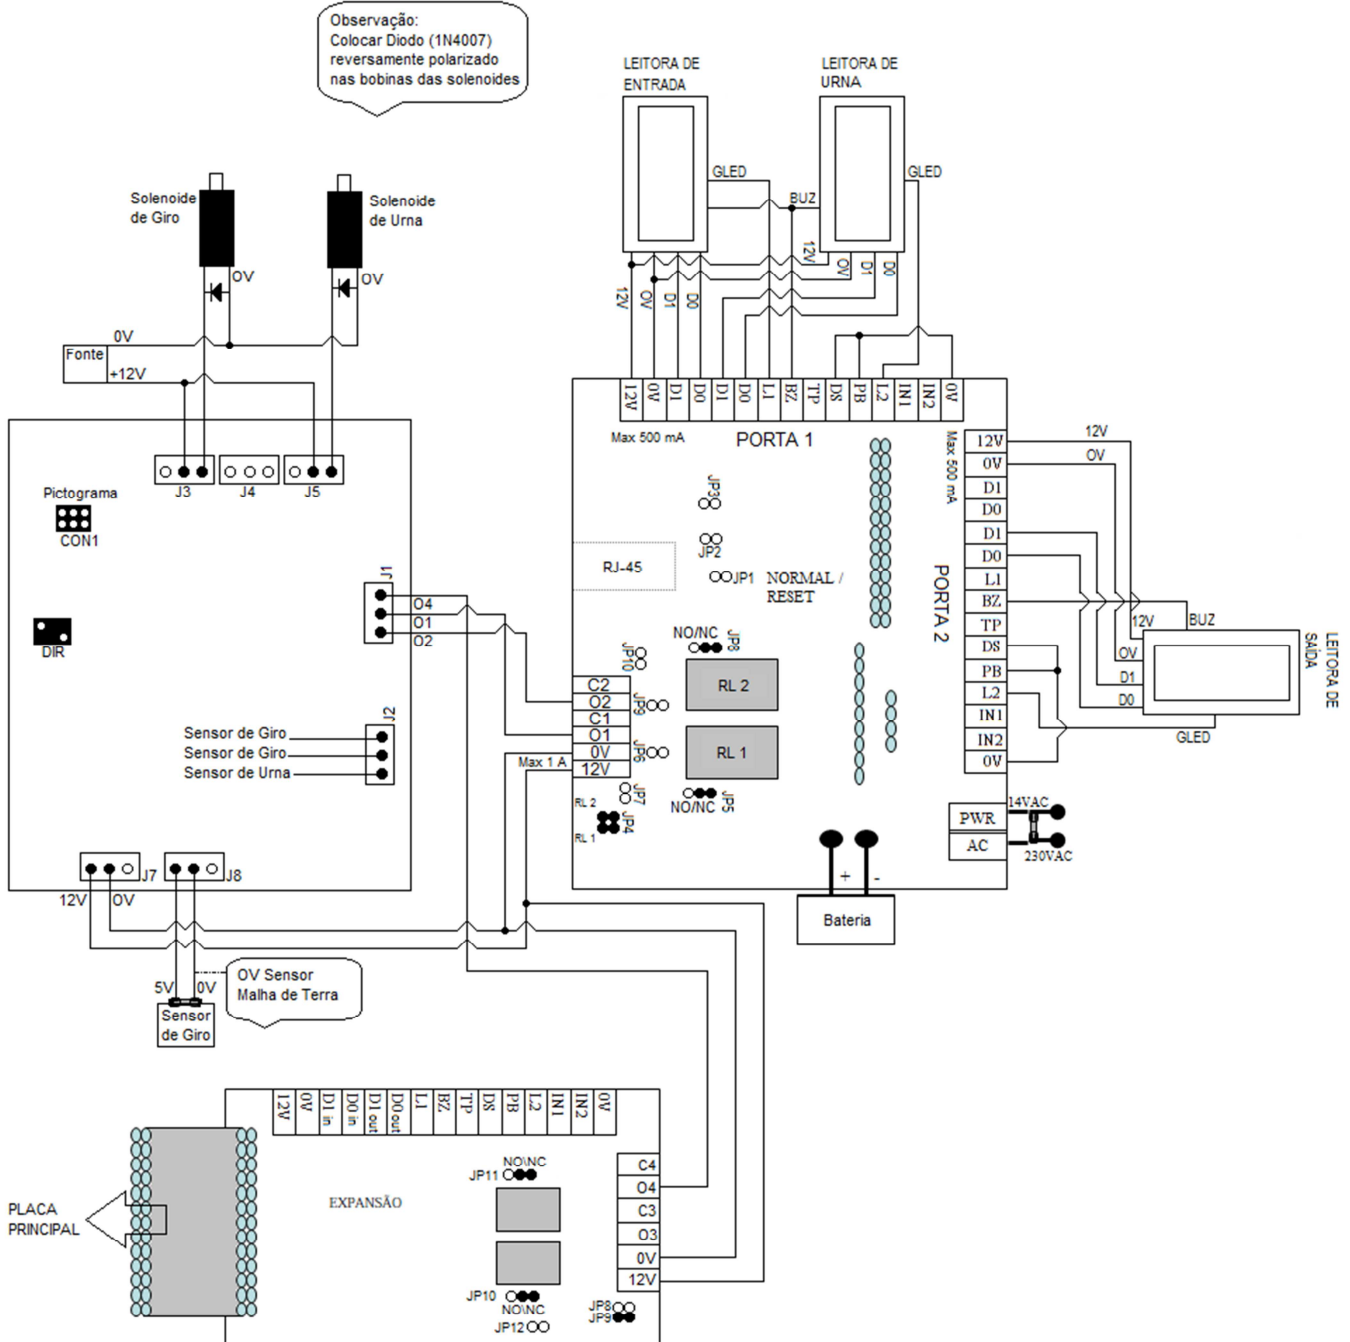 Observação:
Colocar Diodo (1N4007)
reversamente polarizado
nas bobinas das solenoides
LEITORA DE
ENTRADA
LEITORA DE
URNA
GLED
GLED
BUZ
12V
0V
D1
D0
12V
0V
D1
D0
Solenoide
de Giro
Solenoide
de Urna
0V
0V
0V
Fonte
+12V
12V
0V
D1
D0
D1
D0
L1
BZ
TP
DS
PB
L2
IN1
IN2
0V
Max 500 mA
PORTA 1
Max 500 mA
12V
0V
D1
D0
D1
D0
L1
BZ
TP
DS
PB
L2
IN1
IN2
0V
PORTA 2
12V
0V
12V
BUZ
0V
D1
D0
GLED
LEITORA DE
SAÍDA
J3
J4
J5
Pictograma
CON1
DIR
J1
O4
O1
O2
J2
Sensor de Giro
Sensor de Giro
Sensor de Urna
JP3
JP2
JP1
NORMAL /
RESET
RJ-45
NO/NC
JP8
JP10
RL 2
C2
O2
C1
O1
0V
12V
JP9
JP6
RL 1
Max 1 A
JP7
NO/NC
JP5
RL 2
RL 1
JP4
PWR
AC
14VAC
230VAC
+
-
Bateria
J7
J8
12V
0V
5V
0V
OV Sensor
Malha de Terra
Sensor
de Giro
12V
0V
D1 in
D0 in
D1 out
D0 out
L1
BZ
TP
DS
PB
L2
IN1
IN2
0V
NO\NC
JP11
EXPANSÃO
C4
O4
C3
O3
0V
12V
PLACA
PRINCIPAL
JP10
NO\NC
JP12
JP8
JP9